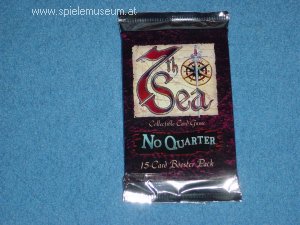 www.spielemuseum.at
7th
Sea
Collectible Card Game
No Quarter
15-Card Booster Pack